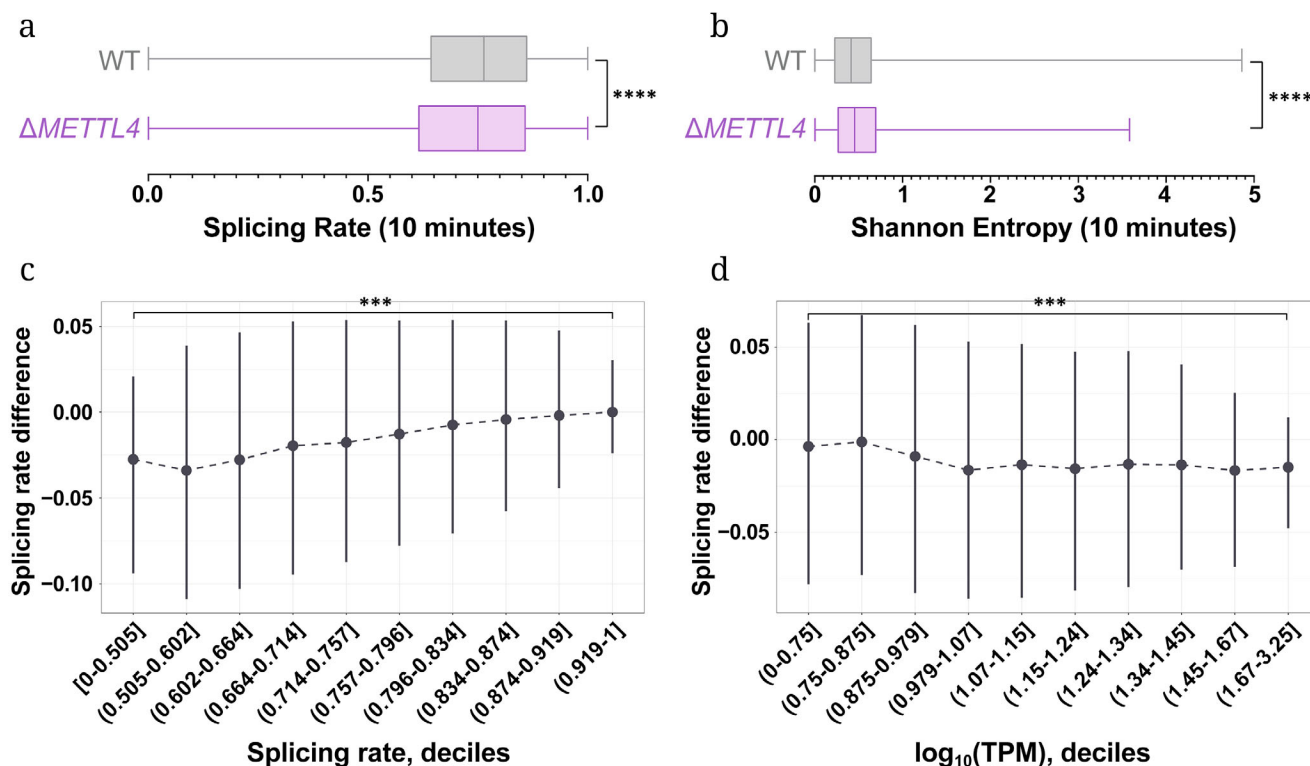 a
WT
ΔMETTL4
****
0.0 0.5 1.0
Splicing Rate (10 minutes)
b
WT
ΔMETTL4
****
0 1 2 3 4 5
Shannon Entropy (10 minutes)
c
***
Splicing rate difference
0.05
0.00
−0.05
−0.10
[0-0.505]
(0.505-0.602]
(0.602-0.664]
(0.664-0.714]
(0.714-0.757]
(0.757-0.796]
(0.796-0.834]
(0.834-0.874]
(0.874-0.919]
(0.919-1]
Splicing rate, deciles
d
***
Splicing rate difference
0.05
0.00
−0.05
(0-0.75]
(0.75-0.875]
(0.875-0.979]
(0.979-1.07]
(1.07-1.15]
(1.15-1.24]
(1.24-1.34]
(1.34-1.45]
(1.45-1.67]
(1.67-3.25]
log₁₀(TPM), deciles